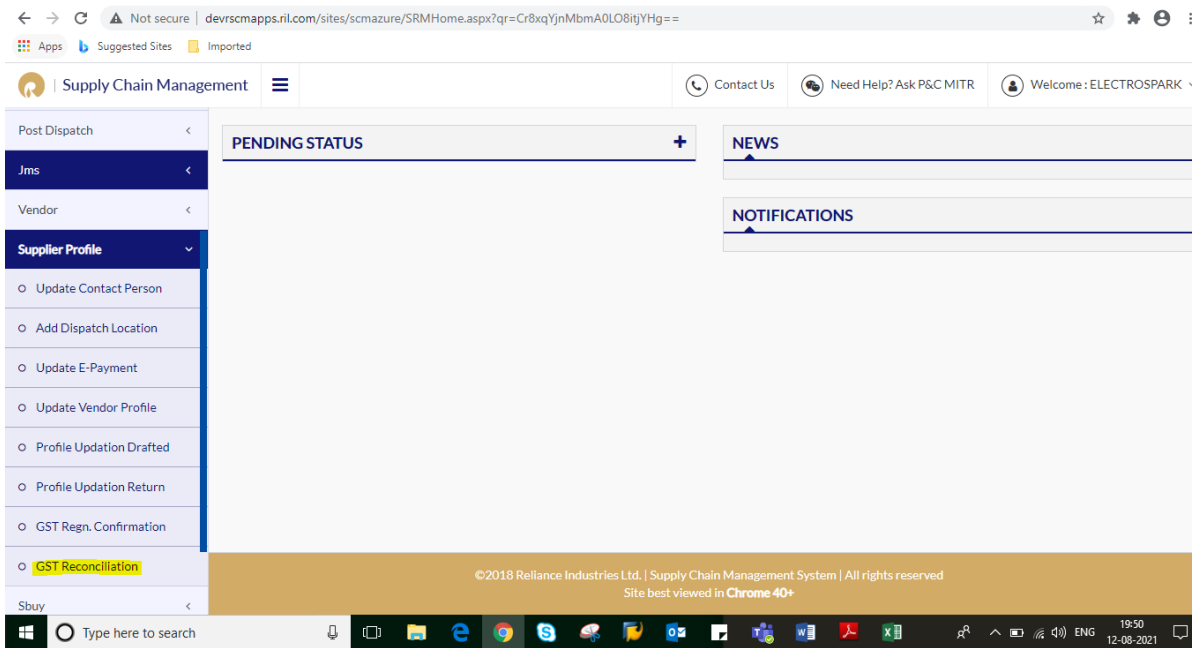 Not secure | devrscmapps.ril.com/sites/scmazure/SRMHome.aspx?qr=Cr8xqYjnMbmA0LO8itjYHg==
Apps Suggested Sites Imported
| Supply Chain Management Contact Us Need Help? Ask P&C MITR Welcome : ELECTROSPARK
Post Dispatch
Jms
Vendor
Supplier Profile
Update Contact Person
Add Dispatch Location
Update E-Payment
Update Vendor Profile
Profile Updation Drafted
Profile Updation Return
GST Regn. Confirmation
GST Reconciliation
Sbuy
PENDING STATUS
NEWS
NOTIFICATIONS
©2018 Reliance Industries Ltd. | Supply Chain Management System | All rights reserved
Site best viewed in Chrome 40+
Type here to search
ENG
19:50
12-08-2021